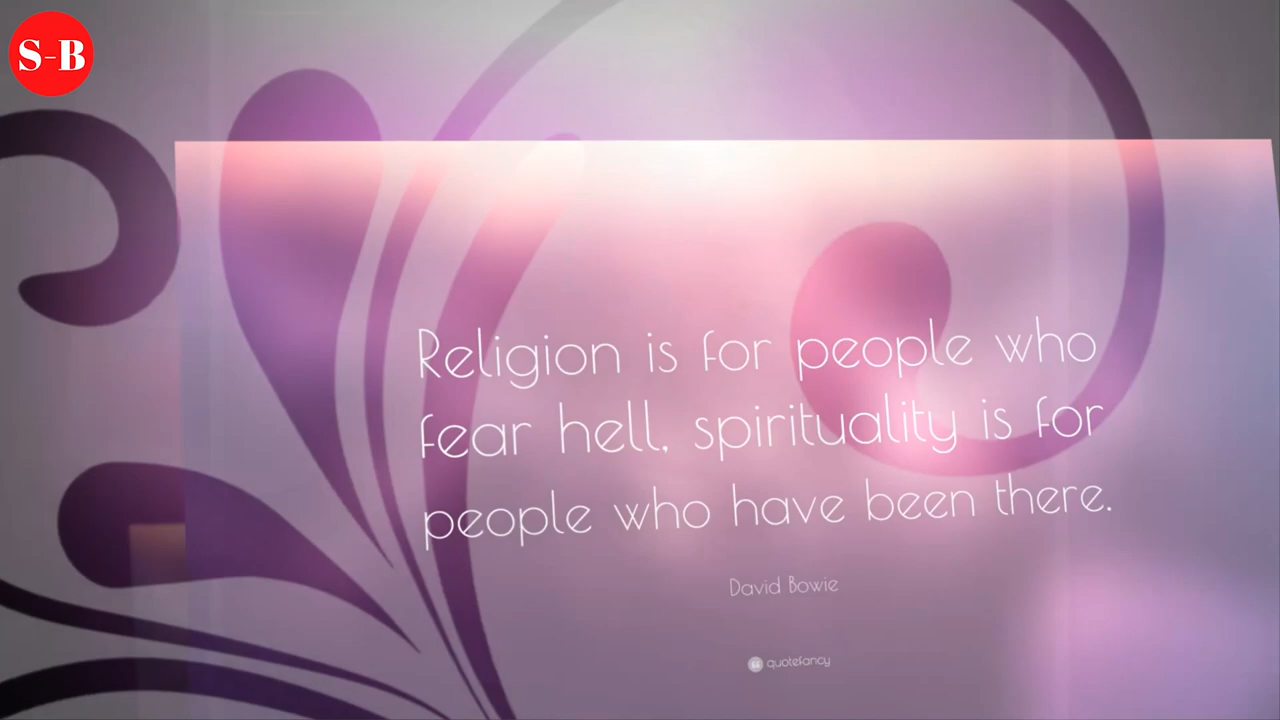 S-B
Religion is for people who
fear hell, spirituality is for
people who have been there.
David Bowie
quotefancy